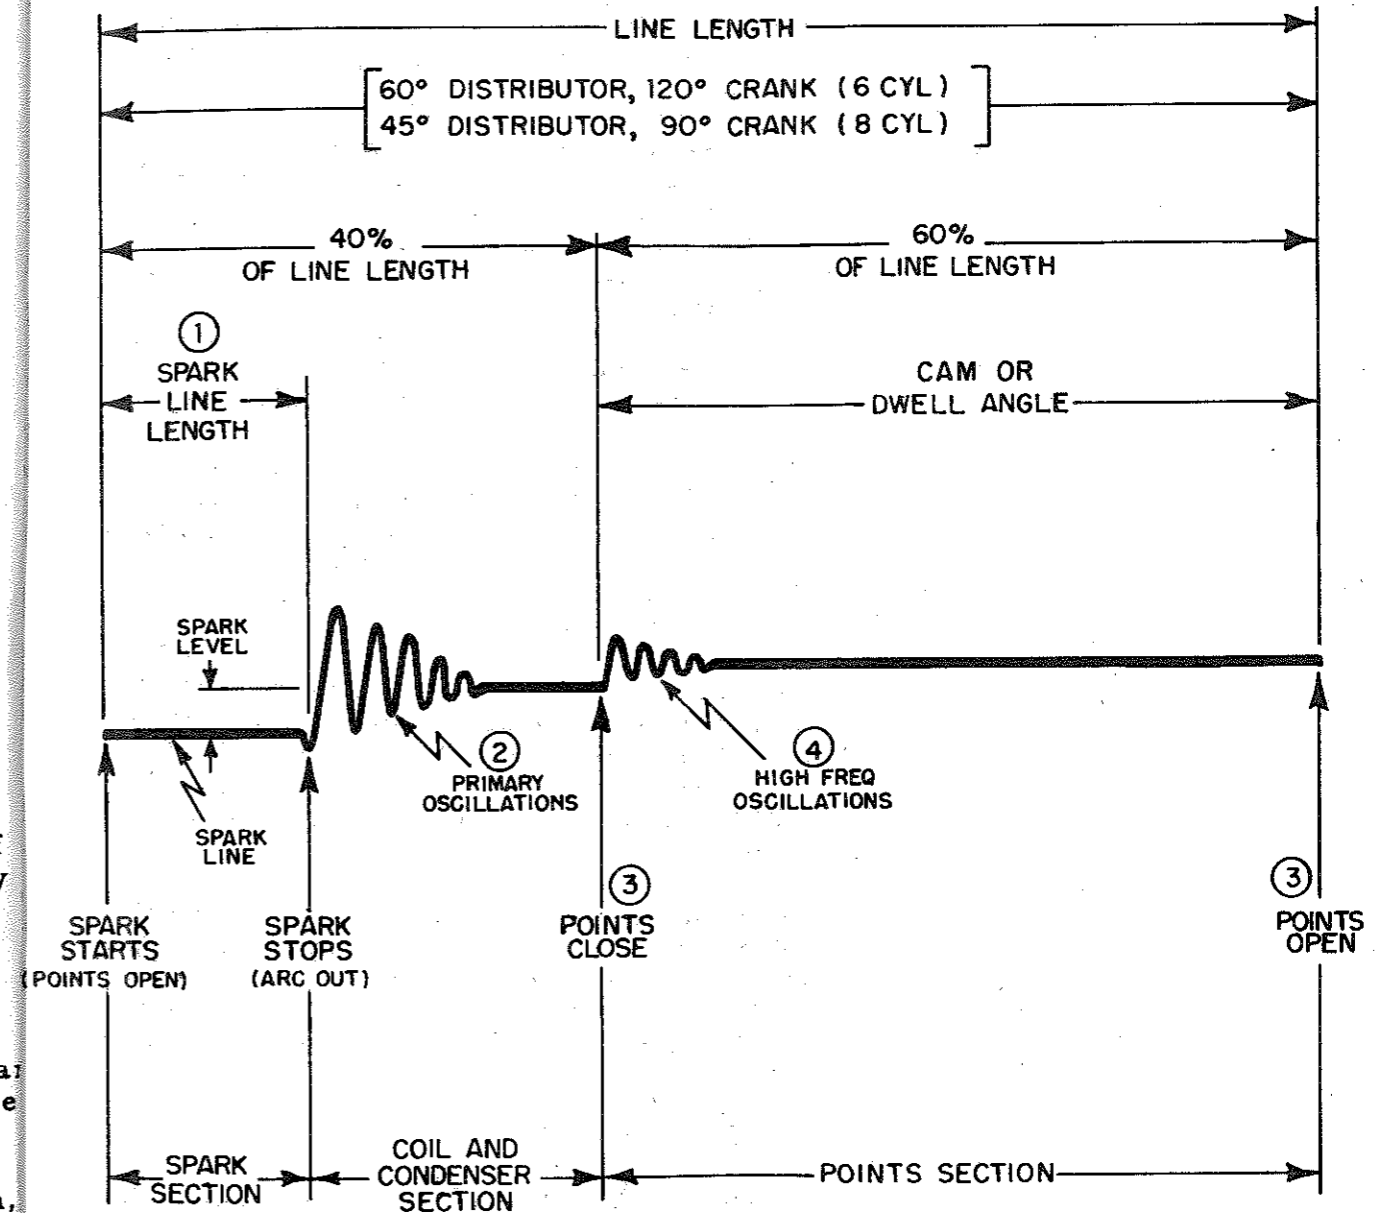 LINE LENGTH
60° DISTRIBUTOR, 120° CRANK (6 CYL)
45° DISTRIBUTOR, 90° CRANK (8 CYL)
40%
OF LINE LENGTH
60%
OF LINE LENGTH
1
SPARK
LINE
LENGTH
CAM OR
DWELL ANGLE
SPARK
LEVEL
2
PRIMARY
OSCILLATIONS
4
HIGH FREQ
OSCILLATIONS
SPARK
LINE
SPARK
STARTS
(POINTS OPEN)
SPARK
STOPS
(ARC OUT)
3
POINTS
CLOSE
3
POINTS
OPEN
SPARK
SECTION
COIL AND
CONDENSER
SECTION
POINTS SECTION